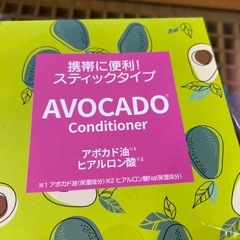 携帯に便利!
スティックタイプ
AVOCADO
Conditioner
アボカド油※1
ヒアルロン酸※2
※1 アボカド油(保湿成分)※2 ヒアルロン酸Na(保湿成分)